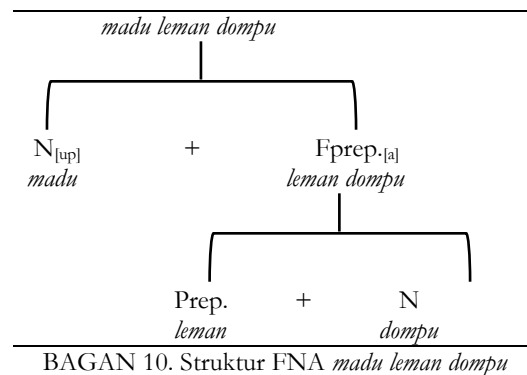 madu leman dompu
N[up] + Fprep.[a]
madu leman dompu
Prep. + N
leman dompu
BAGAN 10. Struktur FNA madu leman dompu